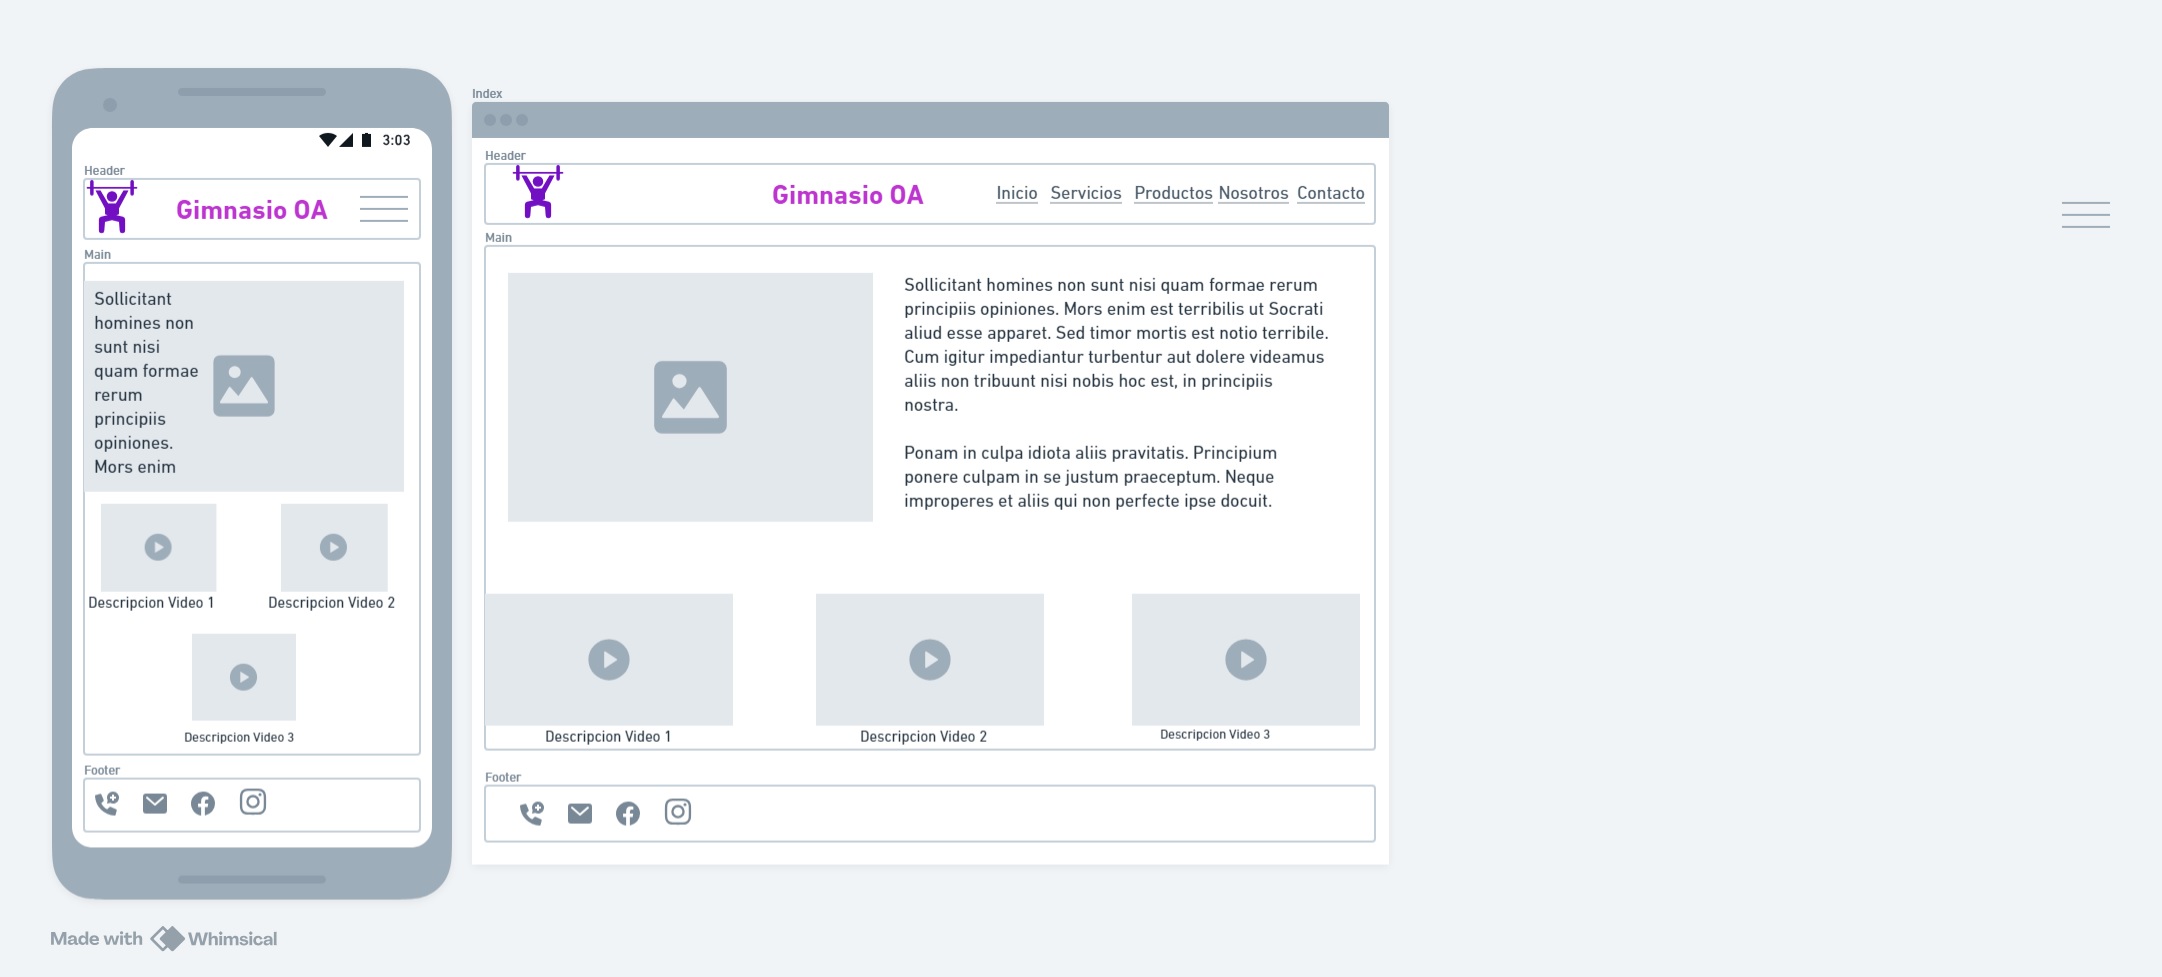 3:03
Header
Gimnasio OA
Main
Sollicitant
homines non
sunt nisi
quam formae
rerum
principiis
opiniones.
Mors enim
Descripcion Video 1
Descripcion Video 2
Descripcion Video 3
Footer
Index
Header
Gimnasio OA
Inicio Servicios Productos Nosotros Contacto
Main
Sollicitant homines non sunt nisi quam formae rerum
principiis opiniones. Mors enim est terribilis ut Socrati
aliud esse apparet. Sed timor mortis est notio terribile.
Cum igitur impediantur turbentur aut dolere videamus
aliis non tribuunt nisi nobis hoc est, in principiis
nostra.
Ponam in culpa idiota aliis pravitatis. Principium
ponere culpam in se justum praeceptum. Neque
improperes et aliis qui non perfecte ipse docuit.
Descripcion Video 1
Descripcion Video 2
Descripcion Video 3
Footer
Made with Whimsical